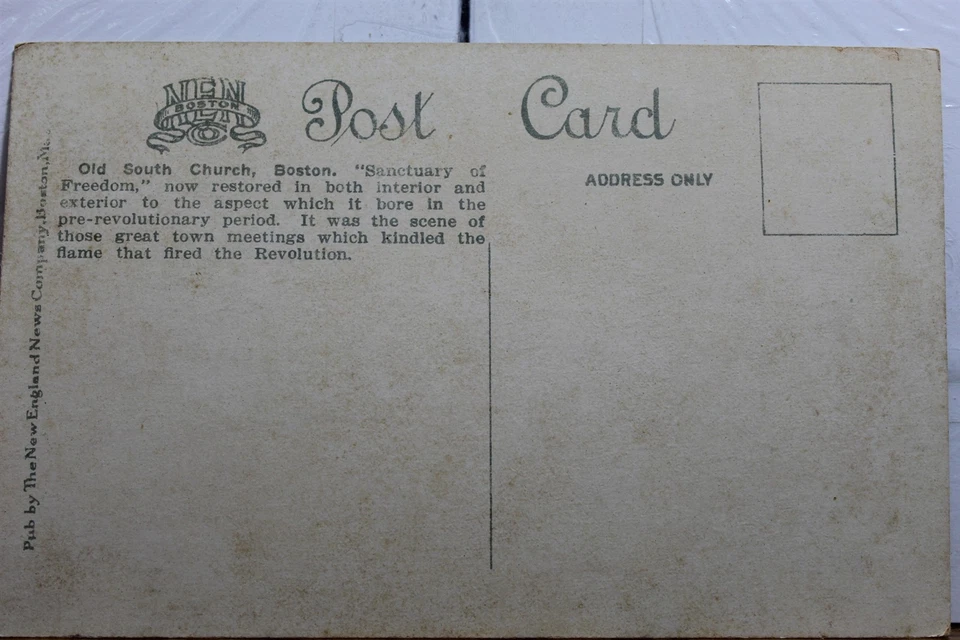 BOSTON
Post Card
Old South Church, Boston. "Sanctuary of
Freedom," now restored in both interior and
exterior to the aspect which it bore in the
pre-revolutionary period. It was the scene of
those great town meetings which kindled the
flame that fired the Revolution.
ADDRESS ONLY
Pub by The New England News Company, Boston, Ma